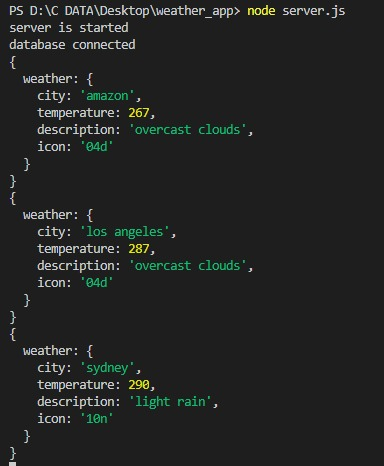 PS D:\C DATA\Desktop\weather_app> node server.js
server is started
database connected
{
  weather: {
    city: 'amazon',
    temperature: 267,
    description: 'overcast clouds',
    icon: '04d'
  }
}
{
  weather: {
    city: 'los angeles',
    temperature: 287,
    description: 'overcast clouds',
    icon: '04d'
  }
}
{
  weather: {
    city: 'sydney',
    temperature: 290,
    description: 'light rain',
    icon: '10n'
  }
}